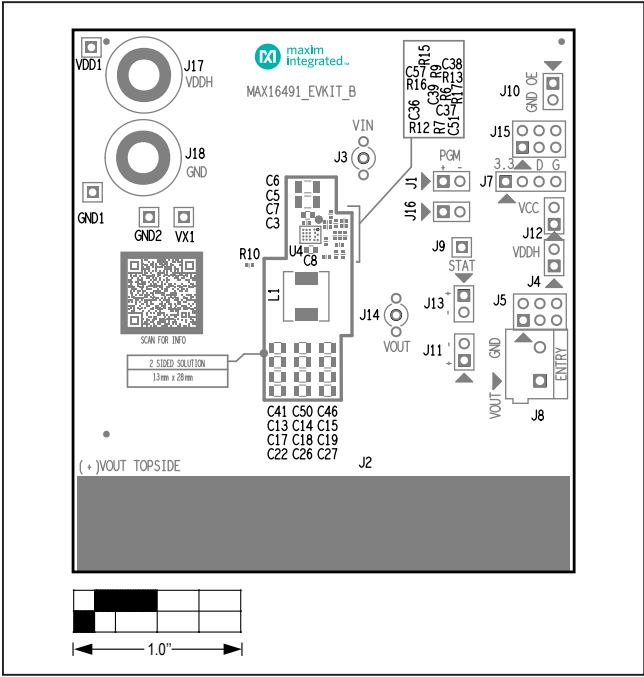 VDD1
J17
VDDH
maxim
integrated™
MAX16491_EVKIT_B
R15
C57
R16
R9
C38
R13
C39
R6
R17
C36
C37
R12
R7
C51
J10
GND OE
J18
GND
VIN
J3
J15
PGM
+ -
J1
3.3 D G
J7
C6
C5
C7
C3
J16
VCC
J12
GND1
GND2
VX1
U4
C8
R10
J9
STAT
VDDH
J4
L1
J14
VOUT
J13
+
J5
SCAN FOR INFO
J11
+
GND
ENTRY
VOUT
J8
2 SIDED SOLUTION
13mm x 28mm
C41 C50 C46
C13 C14 C15
C17 C18 C19
C22 C26 C27
(+)VOUT TOPSIDE
J2
1.0”